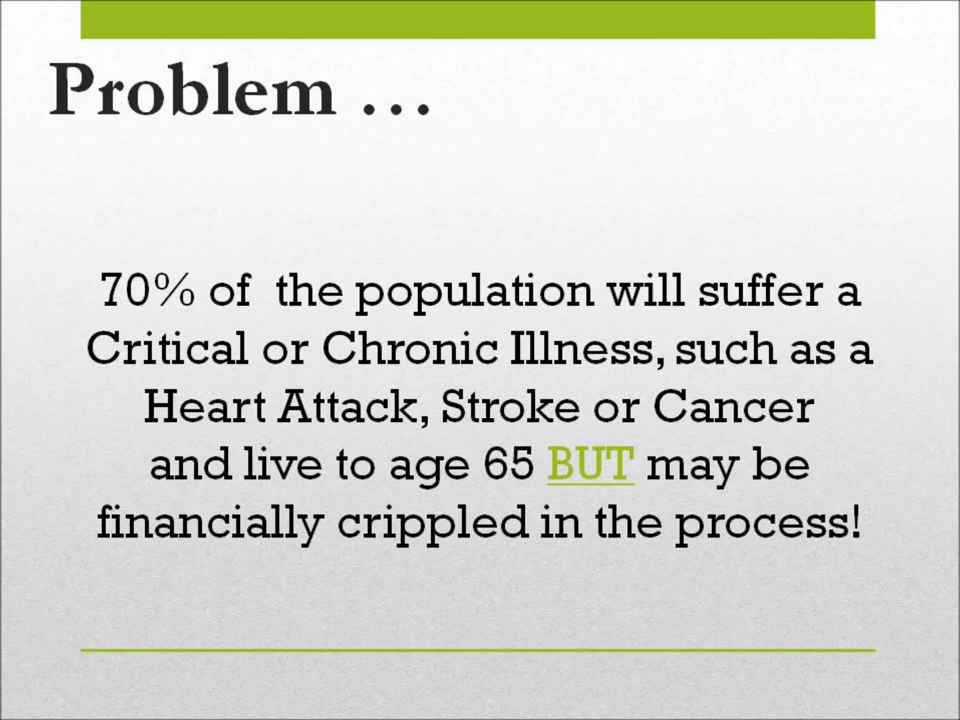 Problem ...
70% of  the population will suffer a
Critical or Chronic Illness, such as a
Heart Attack, Stroke or Cancer
and live to age 65 BUT may be
financially crippled in the process!